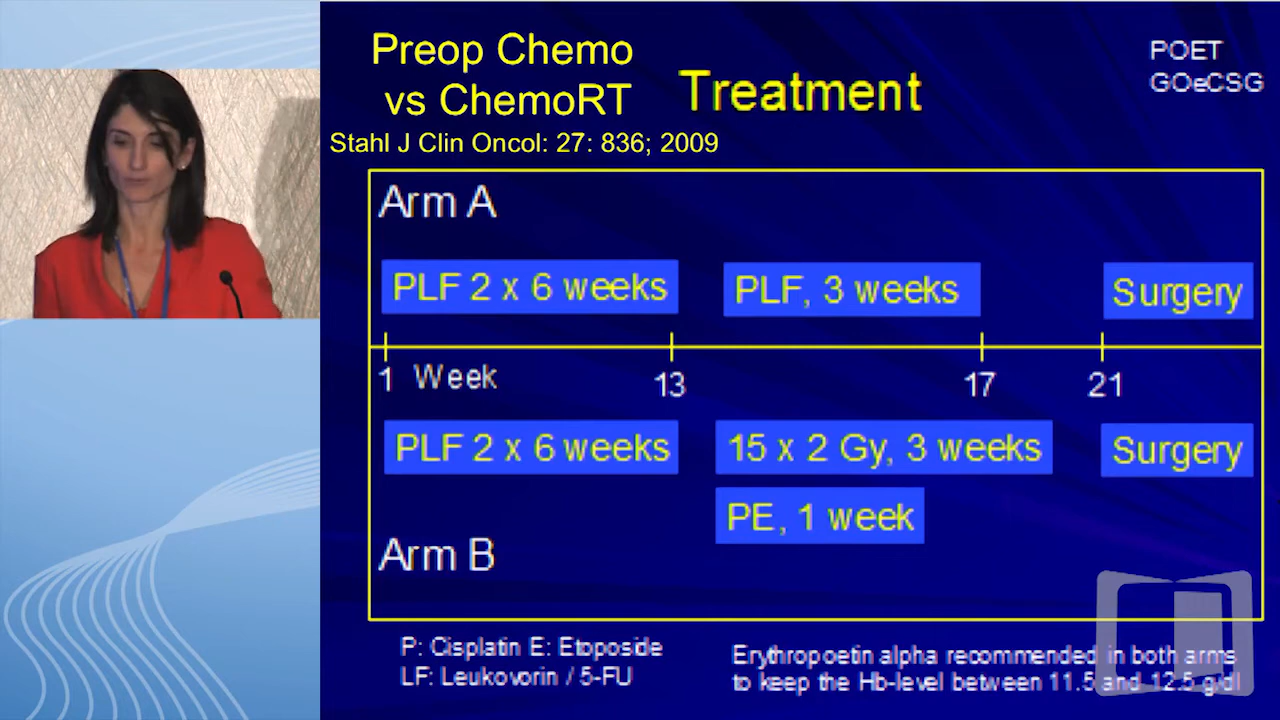 Preop Chemo
vs ChemoRT
Treatment
POET
GOeCSG
Stahl J Clin Oncol: 27: 836; 2009
Arm A
PLF 2 x 6 weeks
PLF, 3 weeks
Surgery
1 Week 13 17 21
PLF 2 x 6 weeks
15 x 2 Gy, 3 weeks
Surgery
PE, 1 week
Arm B
P: Cisplatin E: Etoposide
LF: Leukovorin / 5-FU
Erythropoetin alpha recommended in both arms
to keep the Hb-level between 11.5 and 12.5 g/dl